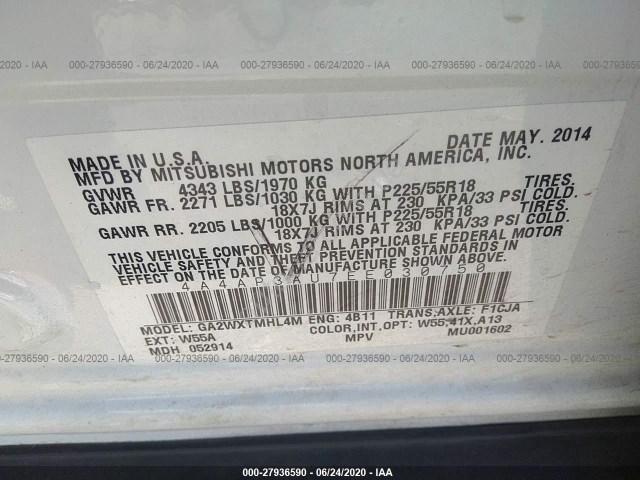 000-27936590 - 06/24/2020 - IAA
MADE IN U.S.A. DATE MAY. 2014
MFD BY MITSUBISHI MOTORS NORTH AMERICA, INC.
GVWR 4343 LBS/1970 KG
GAWR FR. 2271 LBS/1030 KG WITH P225/55R18 TIRES.
18X7J RIMS AT 230 KPA/33 PSI COLD.
GAWR RR. 2205 LBS/1000 KG WITH P225/55R18 TIRES.
18X7J RIMS AT 230 KPA/33 PSI COLD.
THIS VEHICLE CONFORMS TO ALL APPLICABLE FEDERAL MOTOR
VEHICLE SAFETY AND THEFT PREVENTION STANDARDS IN
EFFECT ON THE DATE OF MANUFACTURE SHOWN ABOVE.
4A4AP3AU7EE030750
MODEL: GA2WXTMHL4M ENG: 4B11 TRANS;AXLE: F1CJA
EXT: W55A COLOR,INT,OPT: W55,41X,A13
MDH 052914 MPV MU001602
000-27936590 - 06/24/2020 - IAA